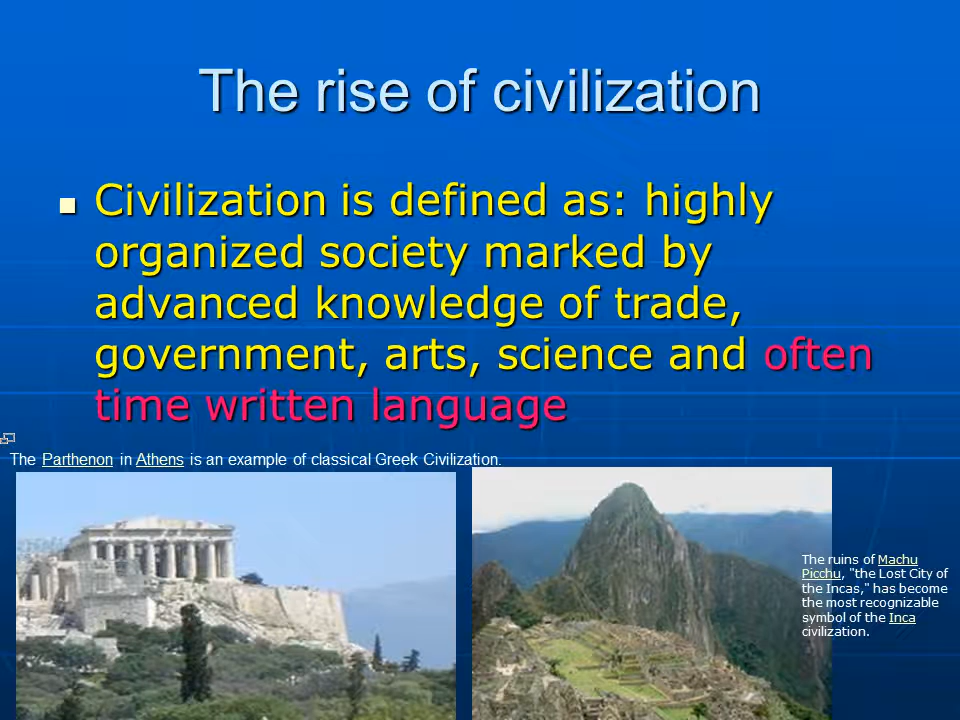 The rise of civilization
Civilization is defined as: highly
organized society marked by
advanced knowledge of trade,
government, arts, science and often
time written language
The Parthenon in Athens is an example of classical Greek Civilization.
The ruins of Machu
Picchu, "the Lost City of
the Incas," has become
the most recognizable
symbol of the Inca
civilization.